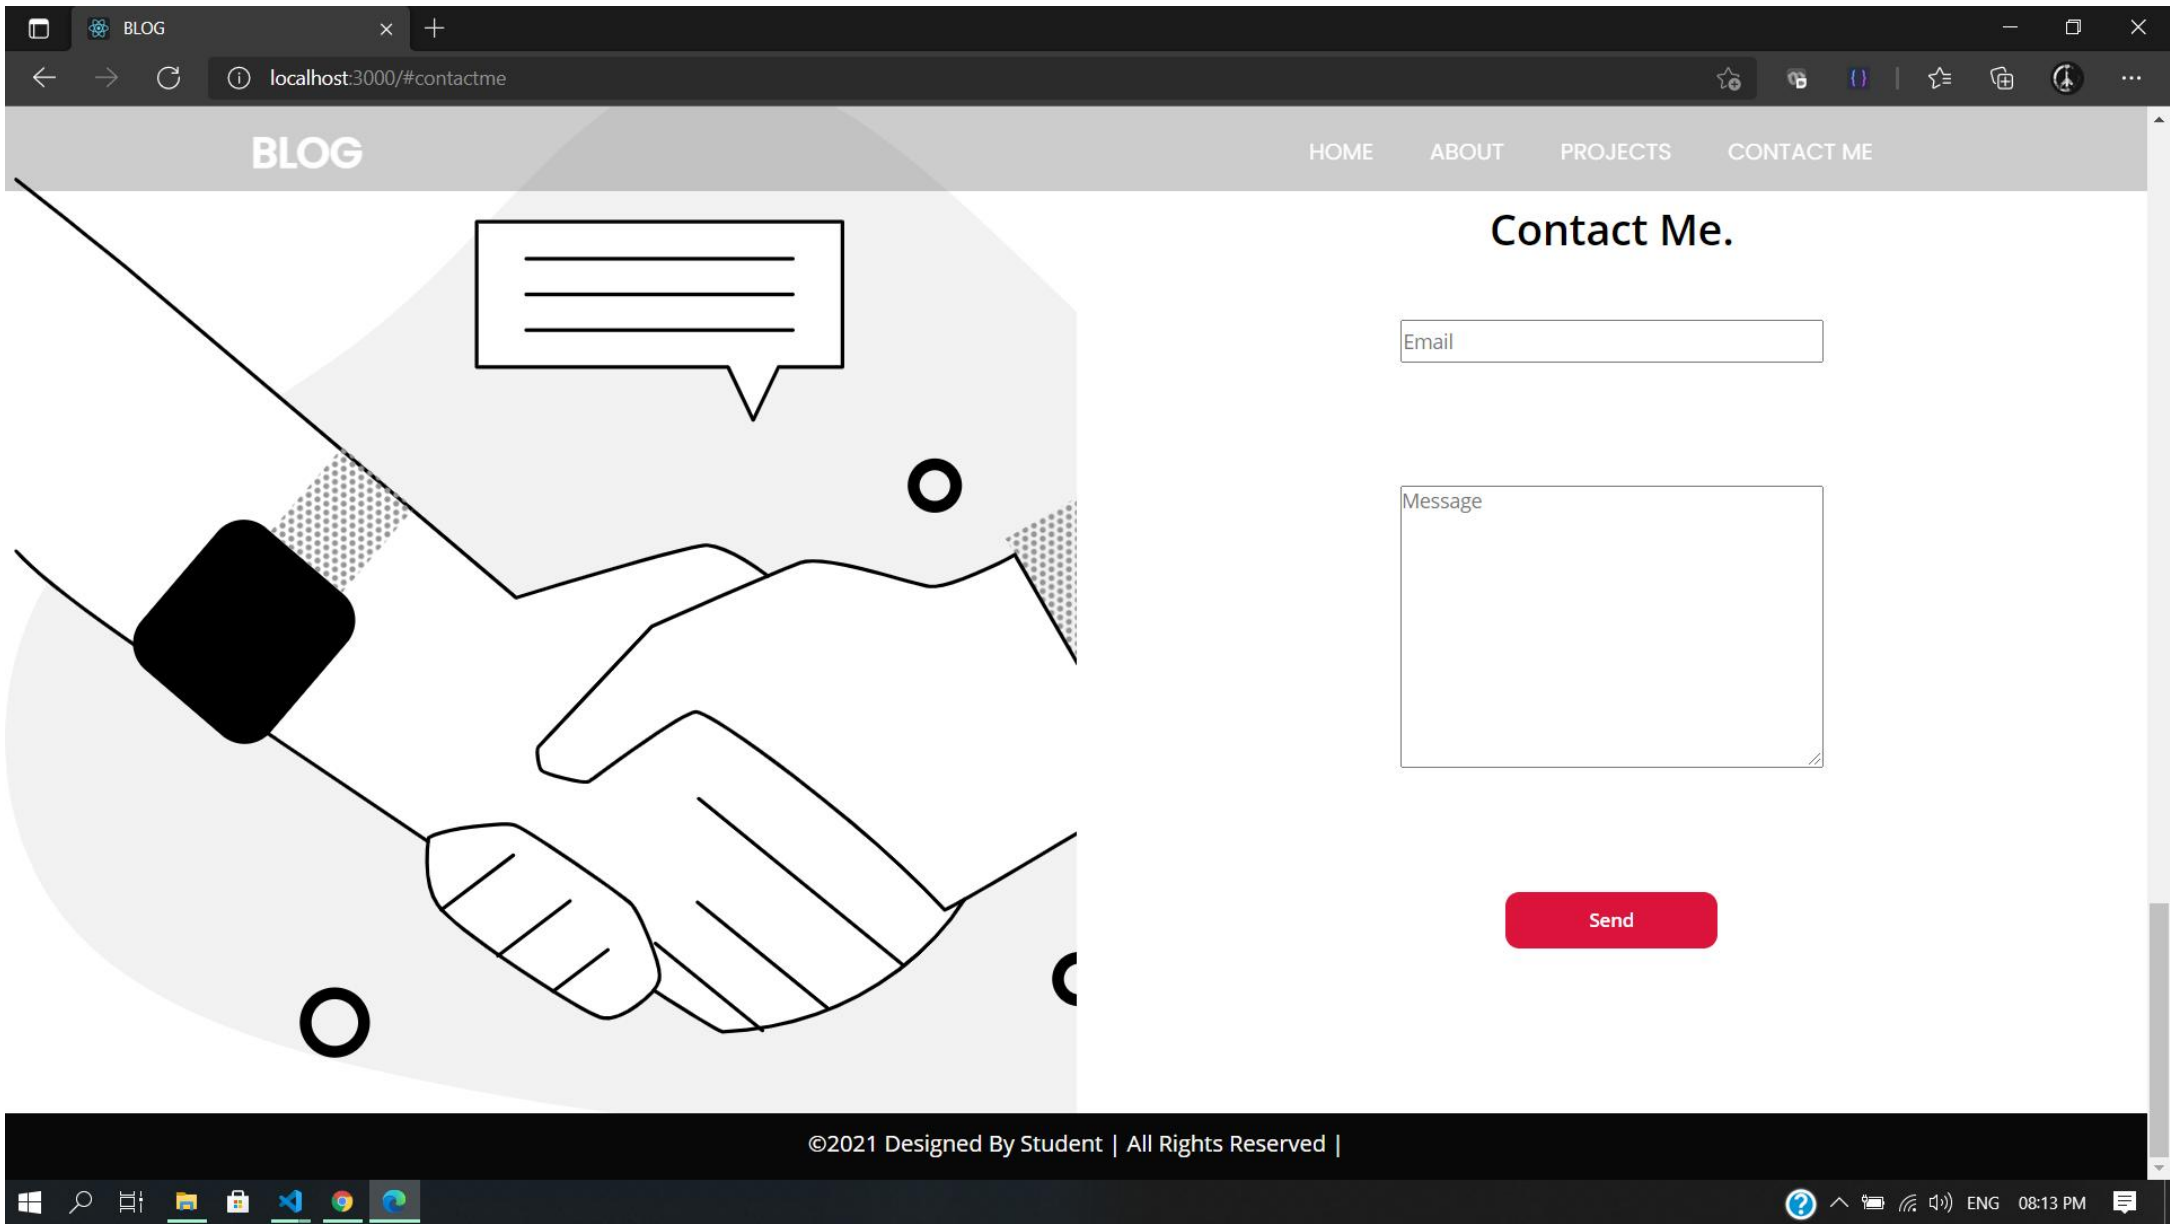 BLOG
localhost:3000/#contactme
BLOG
HOME ABOUT PROJECTS CONTACT ME
Contact Me.
Email
Message
Send
©2021 Designed By Student | All Rights Reserved |
ENG 08:13 PM